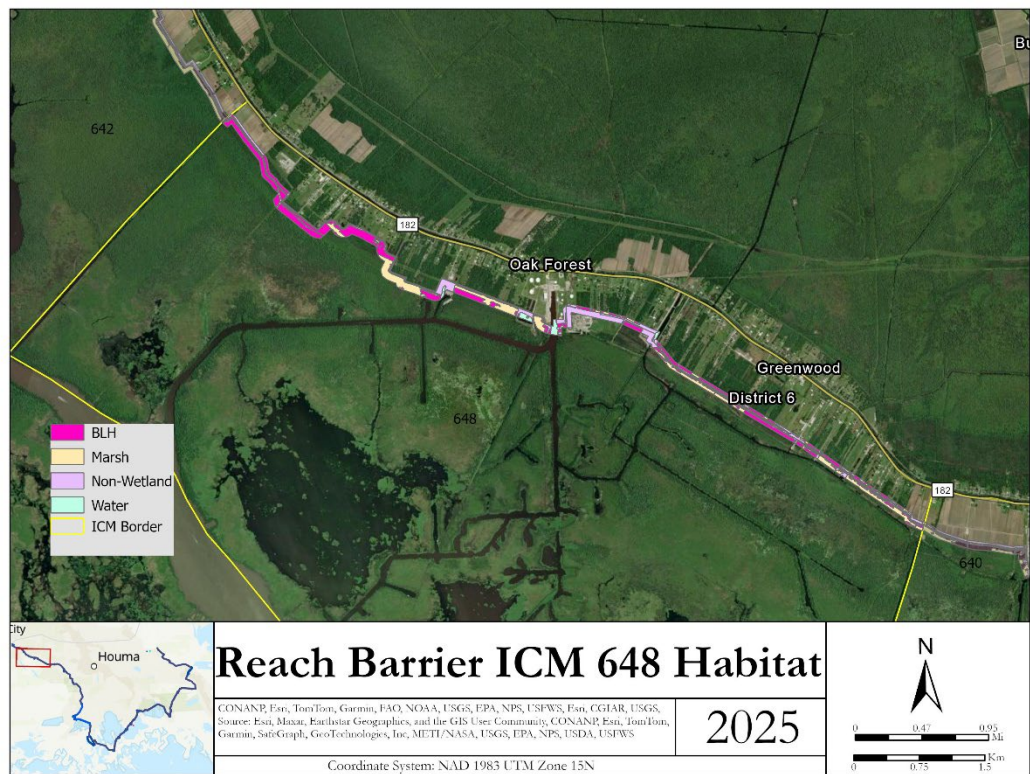 Bu
642
182
Oak Forest
Greenwood
District 6
648
BLH
Marsh
Non-Wetland
Water
ICM Border
182
640
City
Houma
Reach Barrier ICM 648 Habitat
CONANP, Esri, TomTom, Garmin, FAO, NOAA, USGS, EPA, NPS, USFWS, Esri, CGIAR, USGS,
Source: Esri, Maxar, Earthstar Geographics, and the GIS User Community, CONANP, Esri, TomTom,
Garmin, SafeGraph, GeoTechnologies, Inc, METI/NASA, USGS, EPA, NPS, USDA, USFWS
2025
Coordinate System: NAD 1983 UTM Zone 15N
N
0 0.47 0.95
Mi
Km
0 0.75 1.5